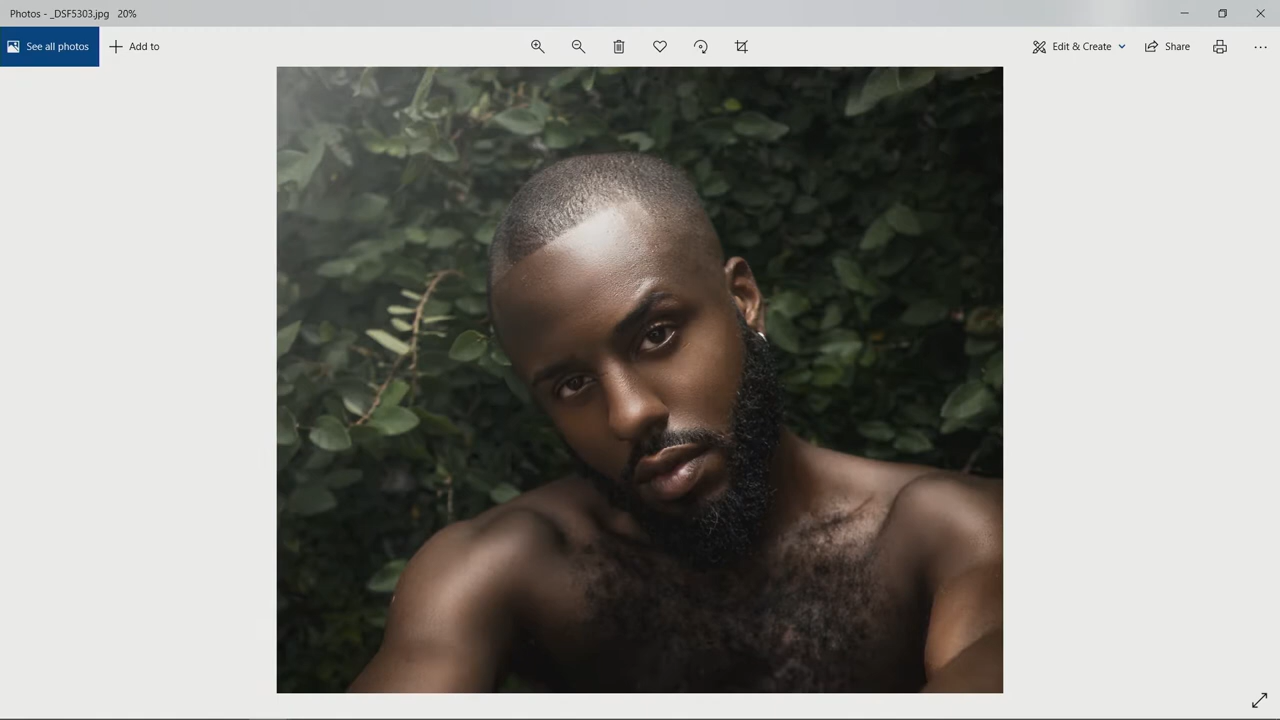 Photos - _DSF5303.jpg 20%
See all photos
Add to
Edit & Create
Share